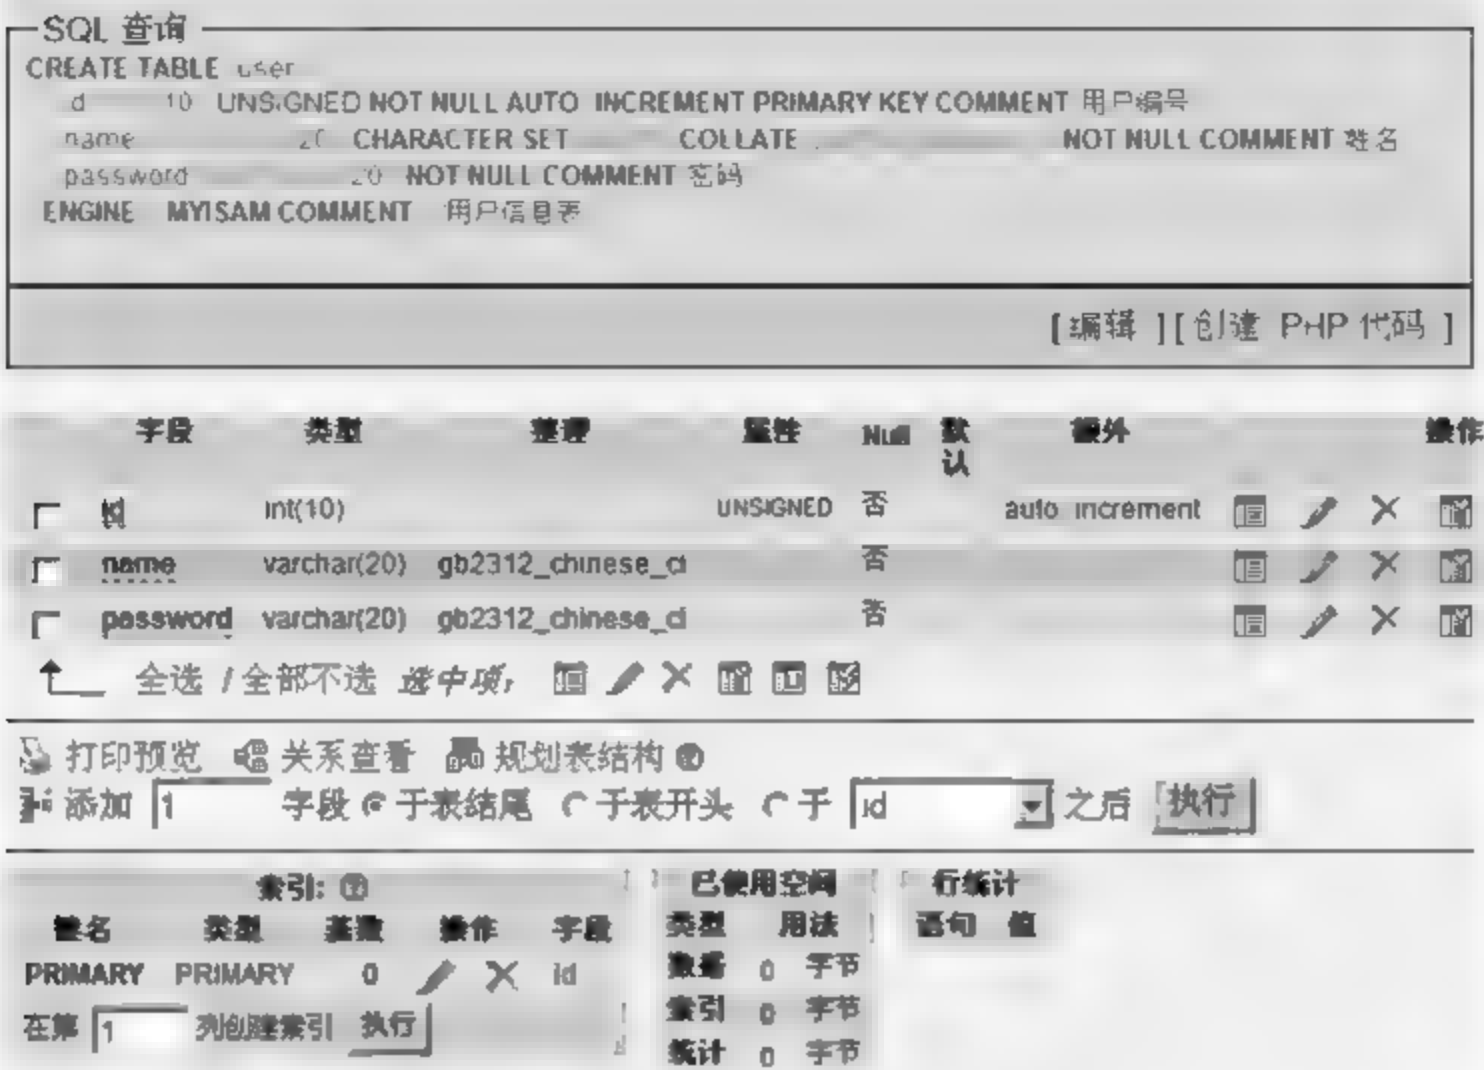 SQL 查询
CREATE TABLE user
10 UNSIGNED NOT NULL AUTO INCREMENT PRIMARY KEY COMMENT 用户编号
name 20 CHARACTER SET COLLATE NOT NULL COMMENT 姓名
password 20 NOT NULL COMMENT 密码
ENGINE MYISAM COMMENT 用户信息表
[ 编辑 ] [ 创建 PHP 代码 ]
字段 类型 整理 属性 Null 默认 额外 操作
id int(10) UNSIGNED 否 auto_increment
name varchar(20) gb2312_chinese_ci 否
password varchar(20) gb2312_chinese_ci 否
全选 / 全部不选 选中项:
打印预览 关系查看 规划表结构
添加 1 字段 于表结尾 于表开头 于 id 之后 执行
索引: 已使用空间 行统计
键名 类型 基数 操作 字段 类型 用法 语句 值
PRIMARY PRIMARY 0 id 数据 0 字节
在第 1 列创建索引 执行 索引 0 字节
统计 0 字节